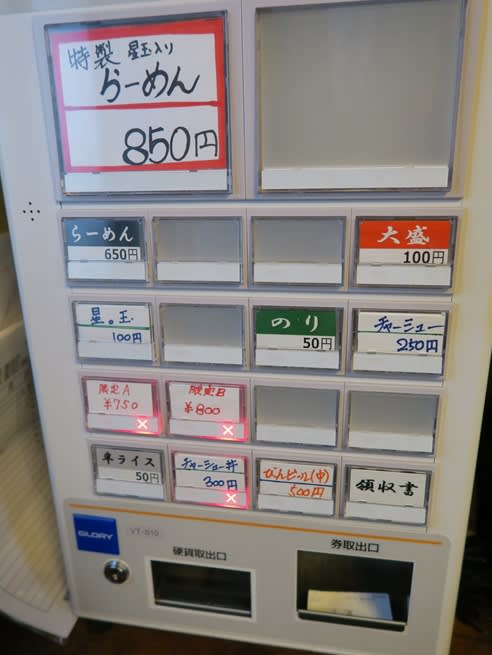 特製 星玉入り
らーめん
850円
らーめん
650円
大盛
100円
星。玉
100円
のり
50円
チャーシュー
250円
限定A
¥750
限定B
¥800
卑ライス
50円
チャーシュー丼
300円
びんビール(中)
500円
領収書
GLORY
VT-B10
硬貨取出口
券取出口